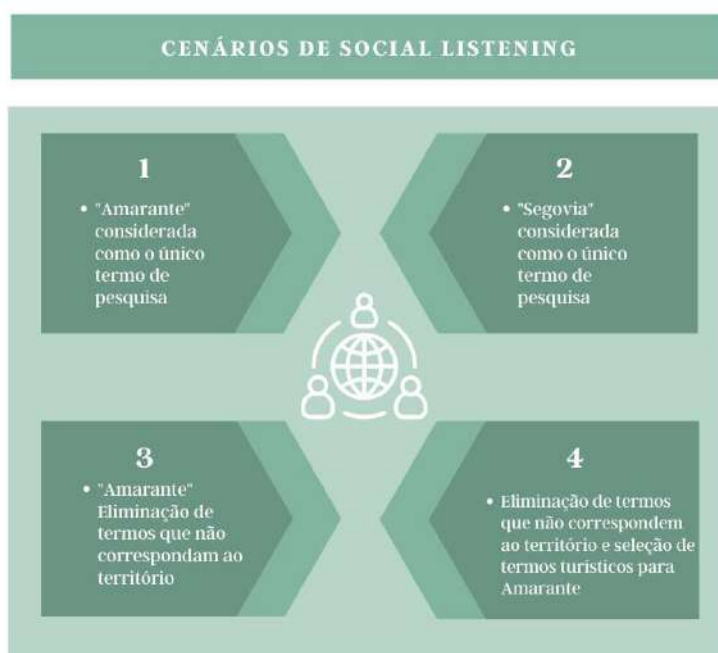 CENÁRIOS DE SOCIAL LISTENING
1
• "Amarante"
considerada
como o único
termo de
pesquisa
2
• "Segovia"
considerada
como o único
termo de
pesquisa
3
• "Amarante"
Eliminação de
termos que não
correspondam ao
território
4
• Eliminação de termos
que não correspondem
ao território e seleção de
termos turísticos para
Amarante